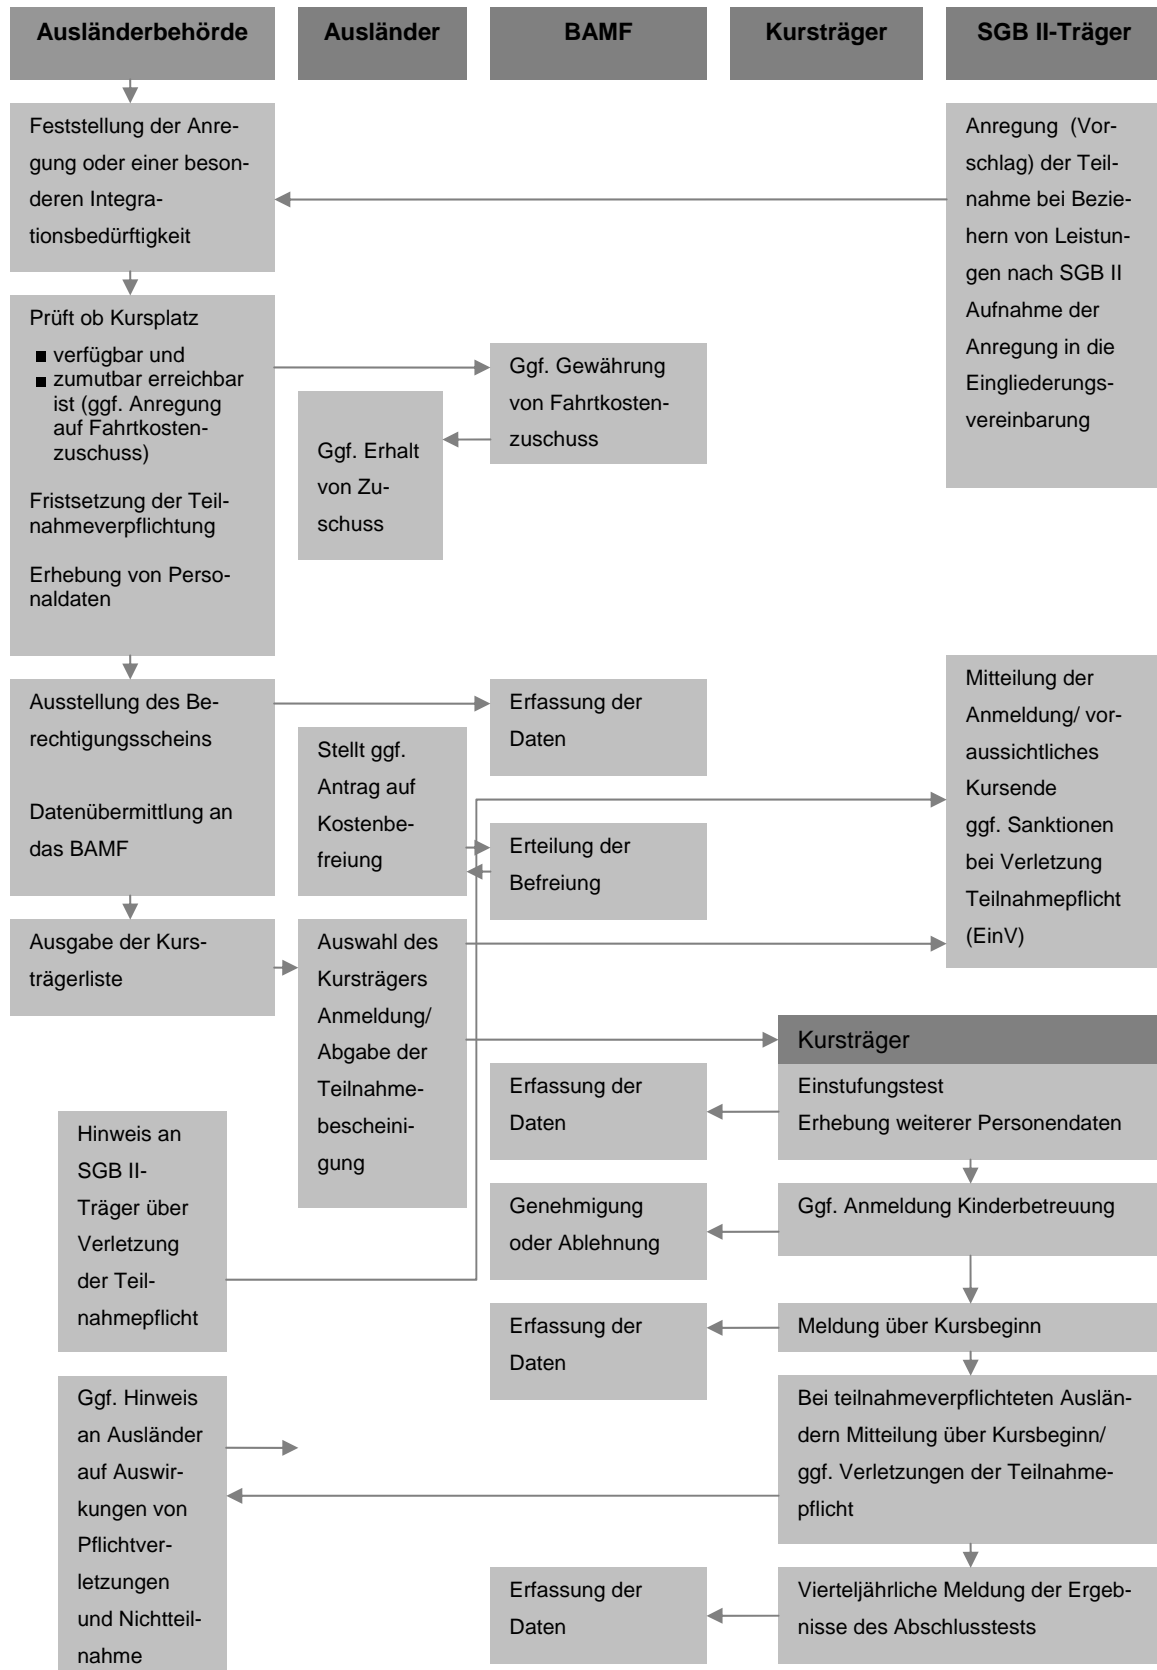 Ausländerbehörde
Ausländer
BAMF
Kursträger
SGB II-Träger
Feststellung der Anre-
gung oder einer beson-
deren Integra-
tionsbedürftigkeit
Anregung (Vor-
schlag) der Teil-
nahme bei Bezie-
hern von Leistun-
gen nach SGB II
Aufnahme der
Anregung in die
Eingliederungs-
vereinbarung
Prüft ob Kursplatz
■ verfügbar und
■ zumutbar erreichbar
ist (ggf. Anregung
auf Fahrtkosten-
zuschuss)
Fristsetzung der Teil-
nahmeverpflichtung
Erhebung von Perso-
naldaten
Ggf. Gewährung
von Fahrtkosten-
zuschuss
Ggf. Erhalt
von Zu-
schuss
Ausstellung des Be-
rechtigungsscheins
Datenübermittlung an
das BAMF
Erfassung der
Daten
Stellt ggf.
Antrag auf
Kostenbe-
freiung
Erteilung der
Befreiung
Mitteilung der
Anmeldung/ vor-
aussichtliches
Kursende
ggf. Sanktionen
bei Verletzung
Teilnahmepflicht
(EinV)
Ausgabe der Kurs-
trägerliste
Auswahl des
Kursträgers
Anmeldung/
Abgabe der
Teilnahme-
bescheini-
gung
Kursträger
Einstufungstest
Erhebung weiterer Personendaten
Erfassung der
Daten
Hinweis an
SGB II-
Träger über
Verletzung
der Teil-
nahmepflicht
Genehmigung
oder Ablehnung
Ggf. Anmeldung Kinderbetreuung
Erfassung der
Daten
Meldung über Kursbeginn
Ggf. Hinweis
an Ausländer
auf Auswir-
kungen von
Pflichtver-
letzungen
und Nichtteil-
nahme
Bei teilnahmeverpflichteten Auslän-
dern Mitteilung über Kursbeginn/
ggf. Verletzungen der Teilnahme-
pflicht
Erfassung der
Daten
Vierteljährliche Meldung der Ergeb-
nisse des Abschlusstests